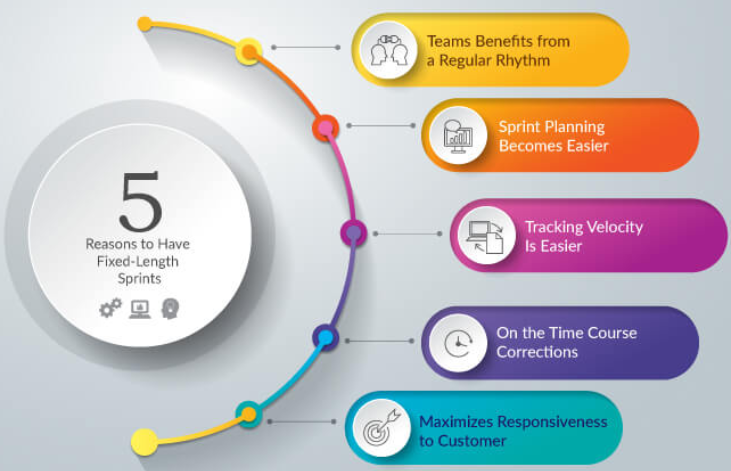 5
Reasons to Have
Fixed-Length
Sprints
Teams Benefits from
a Regular Rhythm
Sprint Planning
Becomes Easier
Tracking Velocity
Is Easier
On the Time Course
Corrections
Maximizes Responsiveness
to Customer